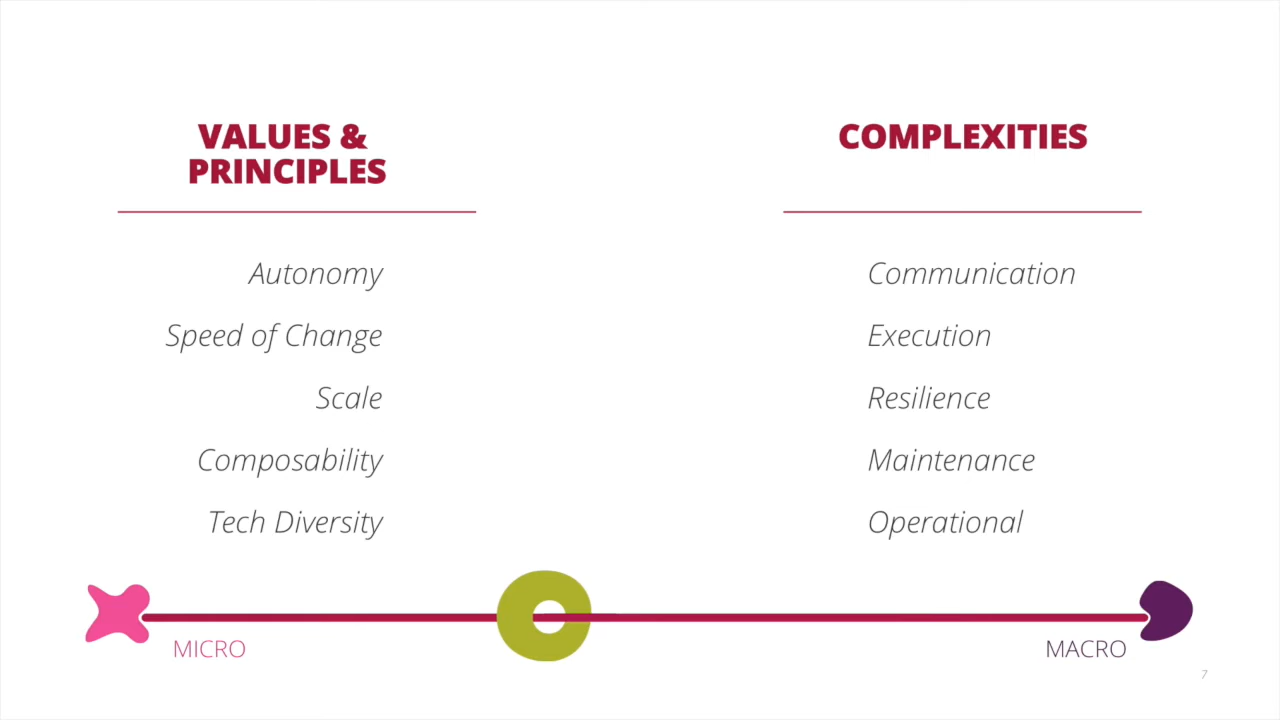 VALUES &
PRINCIPLES
Autonomy
Speed of Change
Scale
Composability
Tech Diversity
COMPLEXITIES
Communication
Execution
Resilience
Maintenance
Operational
MICRO
MACRO
7